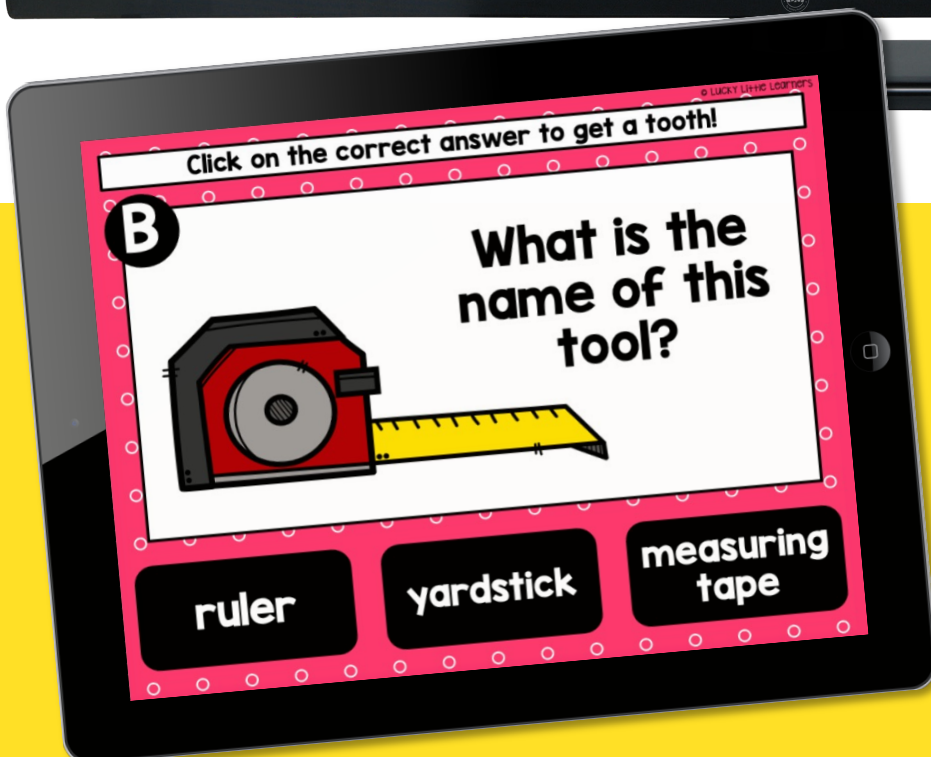 © Lucky Little Learners
Click on the correct answer to get a tooth!
B
What is the
name of this
tool?
ruler
yardstick
measuring
tape